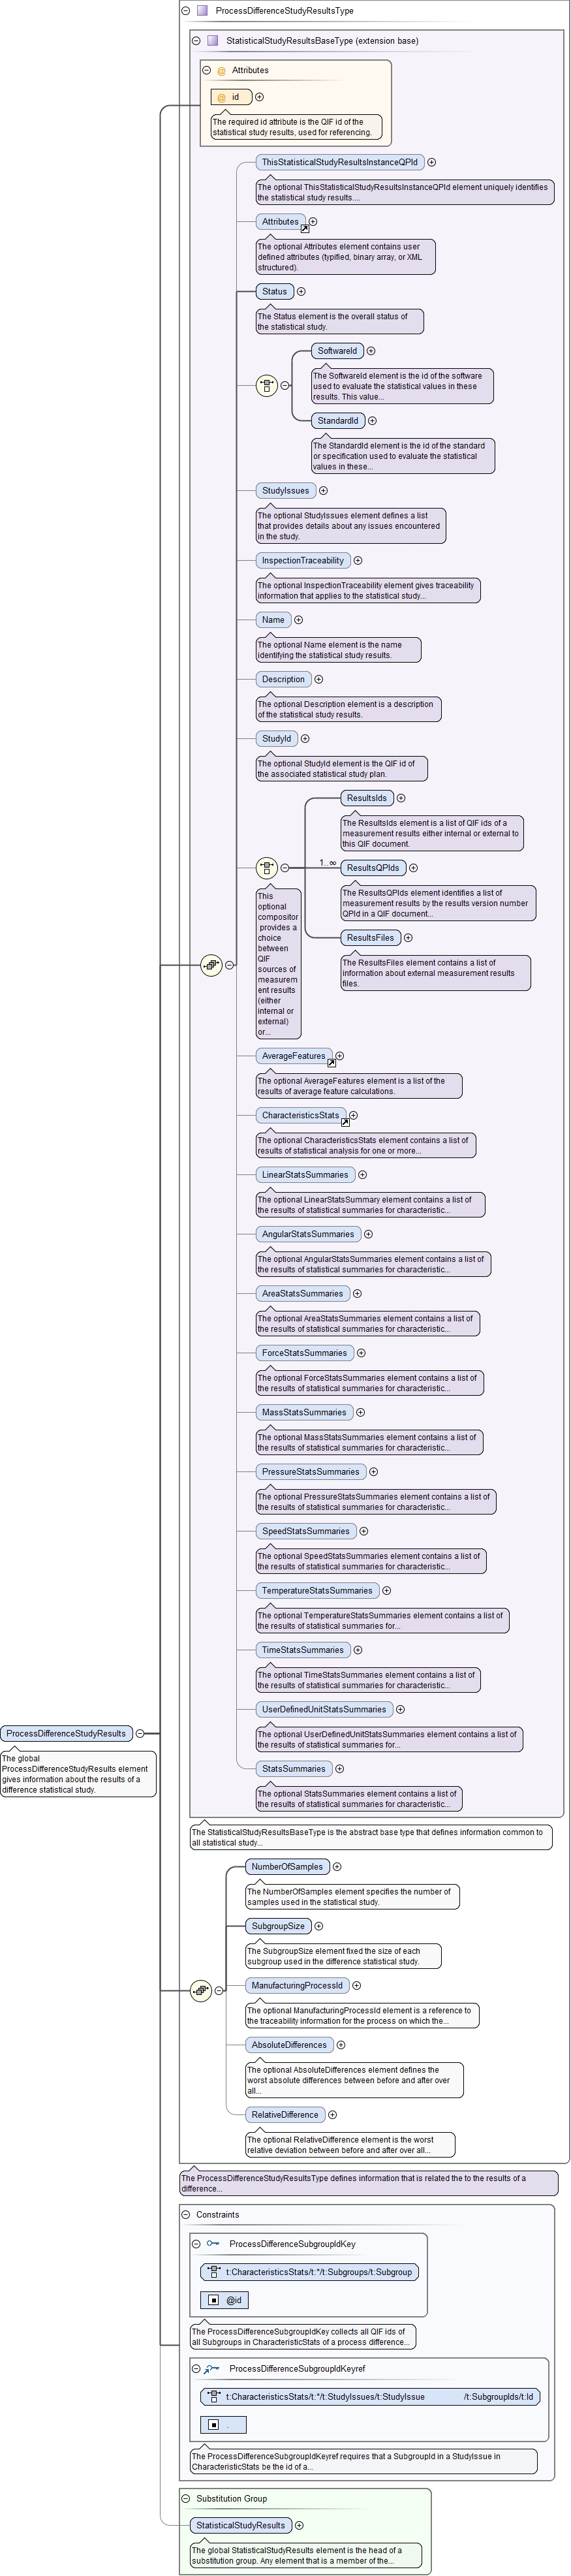 ProcessDifferenceStudyResultsType
StatisticalStudyResultsBaseType (extension base)
@ Attributes
@ id
The required id attribute is the QIF id of the
statistical study results, used for referencing.
ThisStatisticalStudyResultsInstanceQPId
The optional ThisStatisticalStudyResultsInstanceQPId element uniquely identifies
the statistical study results....
Attributes
The optional Attributes element contains user
defined attributes (typified, binary array, or XML
structured).
Status
The Status element is the overall status of
the statistical study.
SoftwareId
The SoftwareId element is the id of the software
used to evaluate the statistical values in these
results. This value...
StandardId
The StandardId element is the id of the standard
or specification used to evaluate the statistical
values in these...
StudyIssues
The optional StudyIssues element defines a list
that provides details about any issues encountered
in the study.
InspectionTraceability
The optional InspectionTraceability element gives traceability
information that applies to the statistical study...
Name
The optional Name element is the name
identifying the statistical study results.
Description
The optional Description element is a description
of the statistical study results.
StudyId
The optional StudyId element is the QIF id of
the associated statistical study plan.
ResultsIds
The ResultsIds element is a list of QIF ids of a
measurement results either internal or external to
this QIF document.
1..∞
ResultsQPIds
The ResultsQPIds element identifies a list of
measurement results by the results version number
QPId in a QIF document...
ResultsFiles
The ResultsFiles element contains a list of
information about external measurement results
files.
This
optional
compositor
provides a
choice
between
QIF
sources of
measurem
ent results
(either
internal or
external)
or...
AverageFeatures
The optional AverageFeatures element is a list of the
results of average feature calculations.
CharacteristicsStats
The optional CharacteristicsStats element contains a list of
results of statistical analysis for one or more...
LinearStatsSummaries
The optional LinearStatsSummary element contains a list of
the results of statistical summaries for characteristic...
AngularStatsSummaries
The optional AngularStatsSummaries element contains a list of
the results of statistical summaries for characteristic...
AreaStatsSummaries
The optional AreaStatsSummaries element contains a list of
the results of statistical summaries for characteristic...
ForceStatsSummaries
The optional ForceStatsSummaries element contains a list of
the results of statistical summaries for characteristic...
MassStatsSummaries
The optional MassStatsSummaries element contains a list of
the results of statistical summaries for characteristic...
PressureStatsSummaries
The optional PressureStatsSummaries element contains a list of
the results of statistical summaries for characteristic...
SpeedStatsSummaries
The optional SpeedStatsSummaries element contains a list of
the results of statistical summaries for characteristic...
TemperatureStatsSummaries
The optional TemperatureStatsSummaries element contains a list of
the results of statistical summaries for...
TimeStatsSummaries
The optional TimeStatsSummaries element contains a list of
the results of statistical summaries for characteristic...
UserDefinedUnitStatsSummaries
The optional UserDefinedUnitStatsSummaries element contains a list of
the results of statistical summaries for...
StatsSummaries
The optional StatsSummaries element contains a list of
the results of statistical summaries for characteristic...
ProcessDifferenceStudyResults
The global
ProcessDifferenceStudyResults element
gives information about the results of a
difference statistical study.
The StatisticalStudyResultsBaseType is the abstract base type that defines information common to
all statistical study...
NumberOfSamples
The NumberOfSamples element specifies the number of
samples used in the statistical study.
SubgroupSize
The SubgroupSize element fixed the size of each
subgroup used in the difference statistical study.
ManufacturingProcessId
The optional ManufacturingProcessId element is a reference to
the traceability information for the process on which the...
AbsoluteDifferences
The optional AbsoluteDifferences element defines the
worst absolute differences between before and after over
all...
RelativeDifference
The optional RelativeDifference element is the worst
relative deviation between before and after over all...
The ProcessDifferenceStudyResultsType defines information that is related the to the results of a
difference...
Constraints
ProcessDifferenceSubgroupIdKey
t:CharacteristicsStats/t:*/t:Subgroups/t:Subgroup
@id
The ProcessDifferenceSubgroupIdKey collects all QIF ids of
all Subgroups in CharacteristicStats of a process difference...
ProcessDifferenceSubgroupIdKeyref
t:CharacteristicsStats/t:*/t:StudyIssues/t:StudyIssue /t:SubgroupIds/t:Id
.
The ProcessDifferenceSubgroupIdKeyref requires that a SubgroupId in a StudyIssue in
CharacteristicStats be the id of a...
Substitution Group
StatisticalStudyResults
The global StatisticalStudyResults element is the head of a
substitution group. Any element that is a member of the...